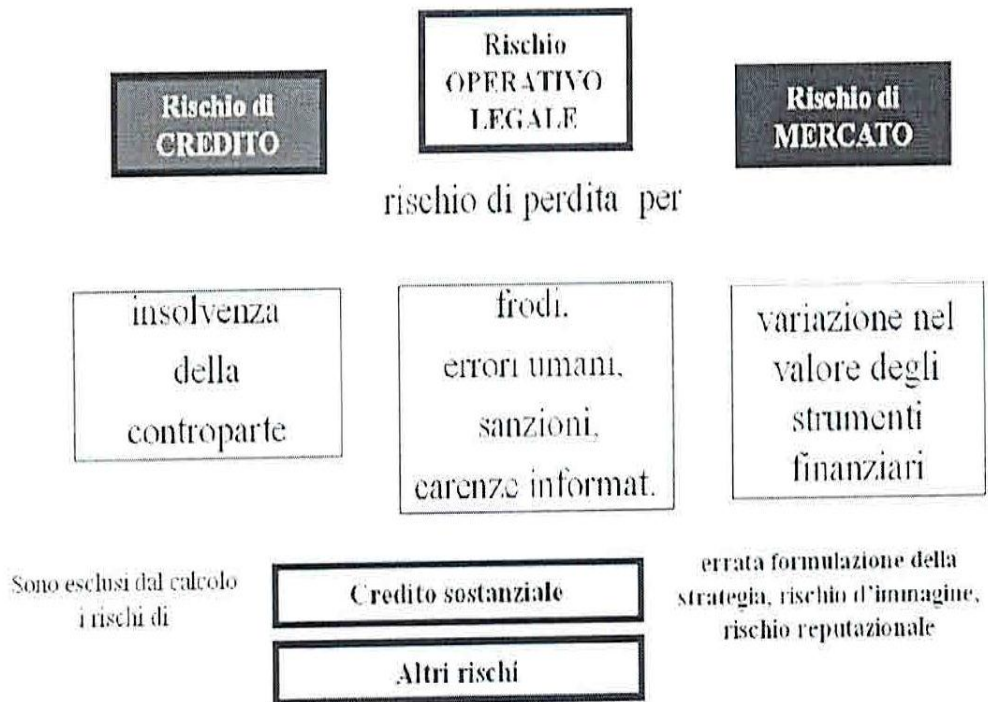 Rischio di
CREDITO
Rischio
OPERATIVO
LEGALE
Rischio di
MERCATO
rischio di perdita per
insolvenza
della
controparte
frodi.
errori umani,
sanzioni,
carenze informat.
variazione nel
valore degli
strumenti
finanziari
Sono esclusi dal calcolo
i rischi di
Credito sostanziale
Altri rischi
errata formulazione della
strategia, rischio d'immagine,
rischio reputazionale